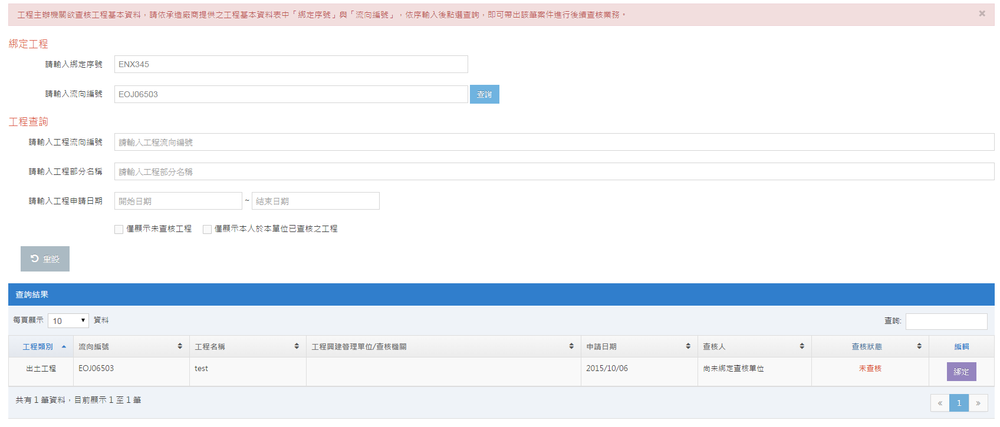 工程主辦機關欲查核工程基本資料，請依承造廠商提供之工程基本資料表中「綁定序號」與「流向編號」，依序輸入後點選查詢，即可帶出該筆案件進行後續查核業務。 ×
綁定工程
請輸入綁定序號 ENX345
請輸入流向編號 EOJ06503 查詢
工程查詢
請輸入工程流向編號 請輸入工程流向編號
請輸入工程部分名稱 請輸入工程部分名稱
請輸入工程申請日期 開始日期 ~ 結束日期
僅顯示未查核工程 僅顯示本人於本單位已查核之工程
重設
查詢結果
每頁顯示 10 資料 查詢:
工程類別 流向編號 工程名稱 工程興建管理單位/查核機關 申請日期 查核人 查核狀態 編輯
出土工程 EOJ06503 test 2015/10/06 尚未綁定查核單位 未查核 綁定
共有 1 筆資料，目前顯示 1 至 1 筆 « 1 »